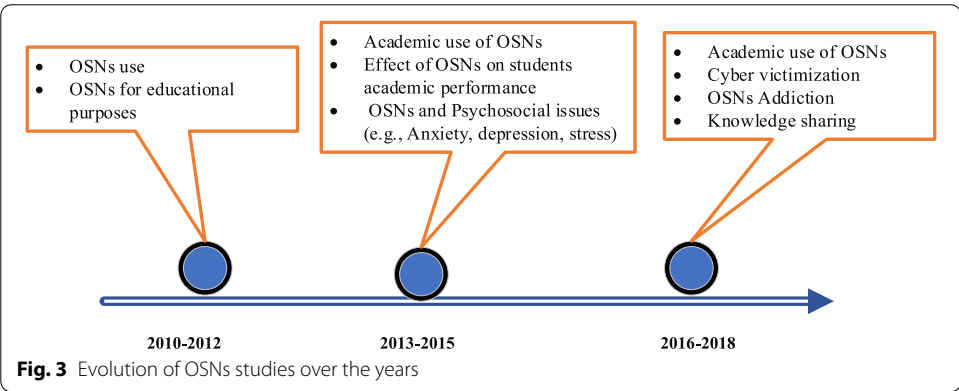 • OSNs use
• OSNs for educational
purposes
• Academic use of OSNs
• Effect of OSNs on students
academic performance
• OSNs and Psychosocial issues
(e.g., Anxiety, depression, stress)
• Academic use of OSNs
• Cyber victimization
• OSNs Addiction
• Knowledge sharing
2010-2012
2013-2015
2016-2018
Fig. 3 Evolution of OSNs studies over the years